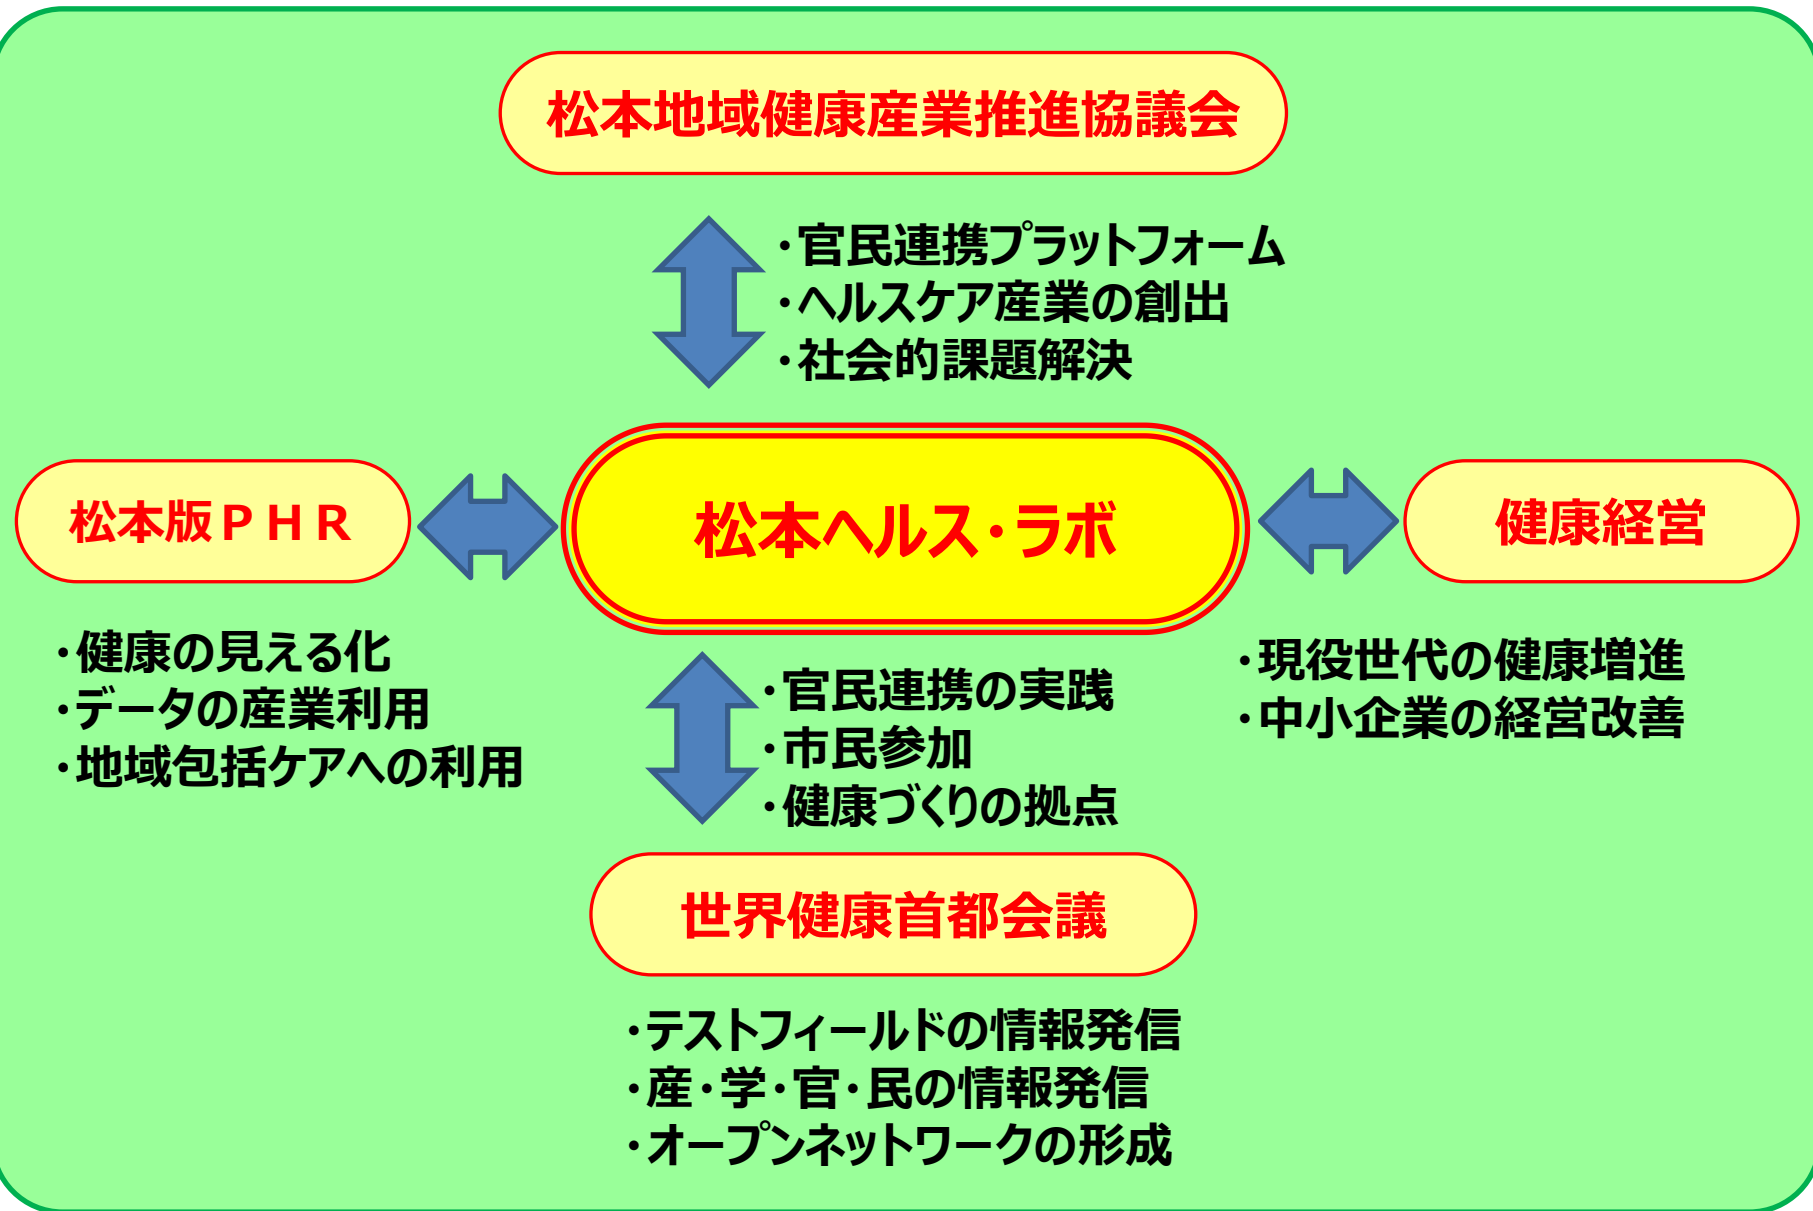 松本地域健康産業推進協議会
・官民連携プラットフォーム
・ヘルスケア産業の創出
・社会的課題解決
松本版ＰＨＲ
松本ヘルス・ラボ
健康経営
・健康の見える化
・データの産業利用
・地域包括ケアへの利用
・官民連携の実践
・市民参加
・健康づくりの拠点
・現役世代の健康増進
・中小企業の経営改善
世界健康首都会議
・テストフィールドの情報発信
・産・学・官・民の情報発信
・オープンネットワークの形成